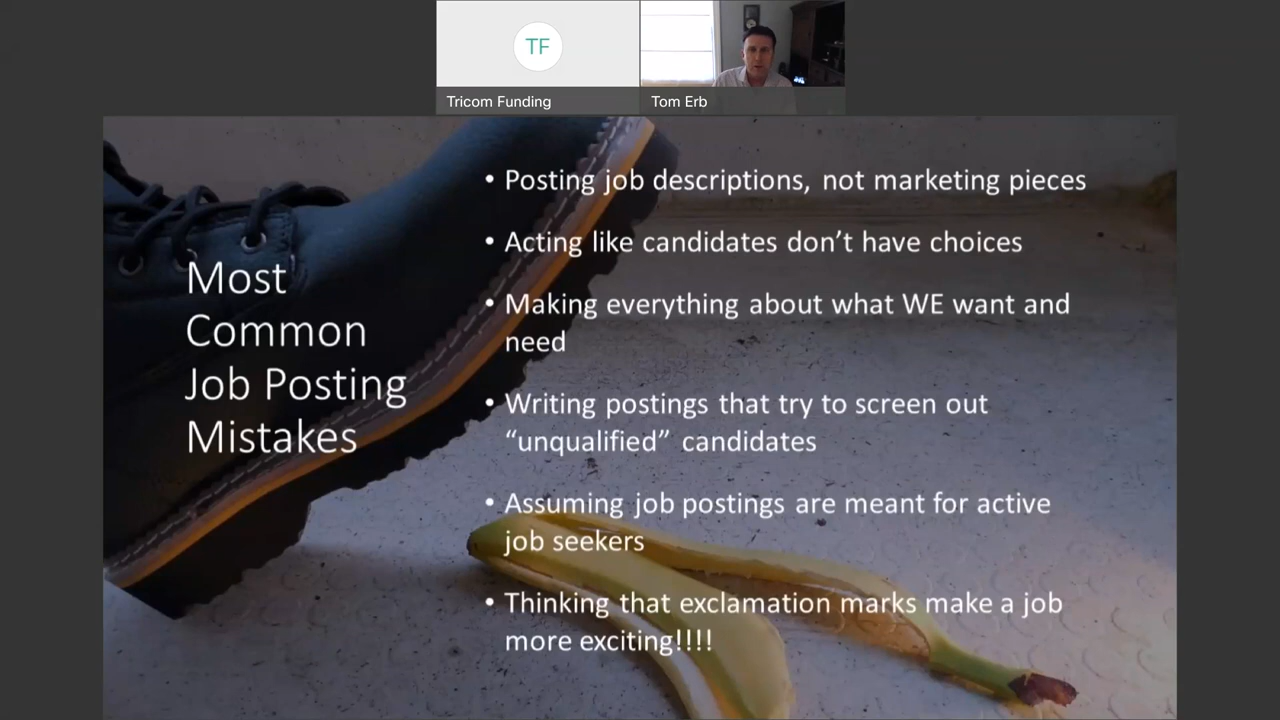 TF
Tricom Funding
Tom Erb
Most
Common
Job Posting
Mistakes
• Posting job descriptions, not marketing pieces
• Acting like candidates don’t have choices
• Making everything about what WE want and
need
• Writing postings that try to screen out
“unqualified” candidates
• Assuming job postings are meant for active
job seekers
• Thinking that exclamation marks make a job
more exciting!!!!